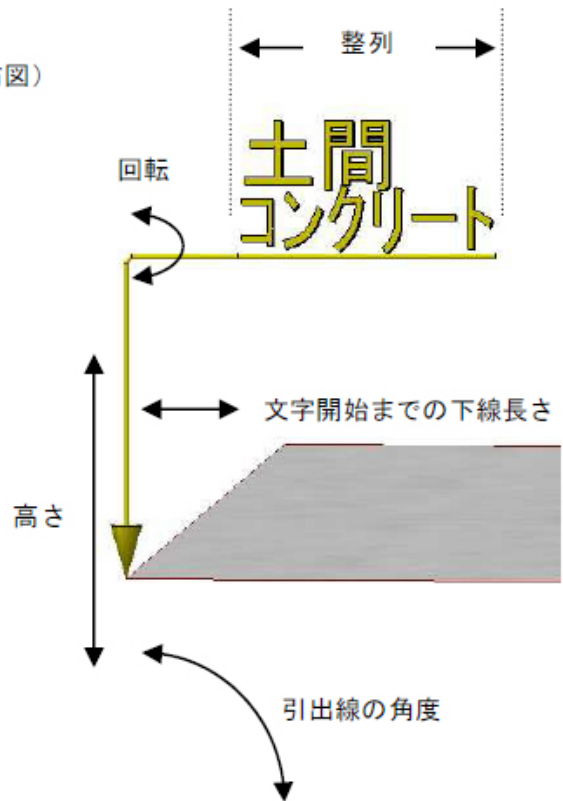 整列
図）
回転
土間
コンクリート
文字開始までの下線長さ
高さ
引出線の角度